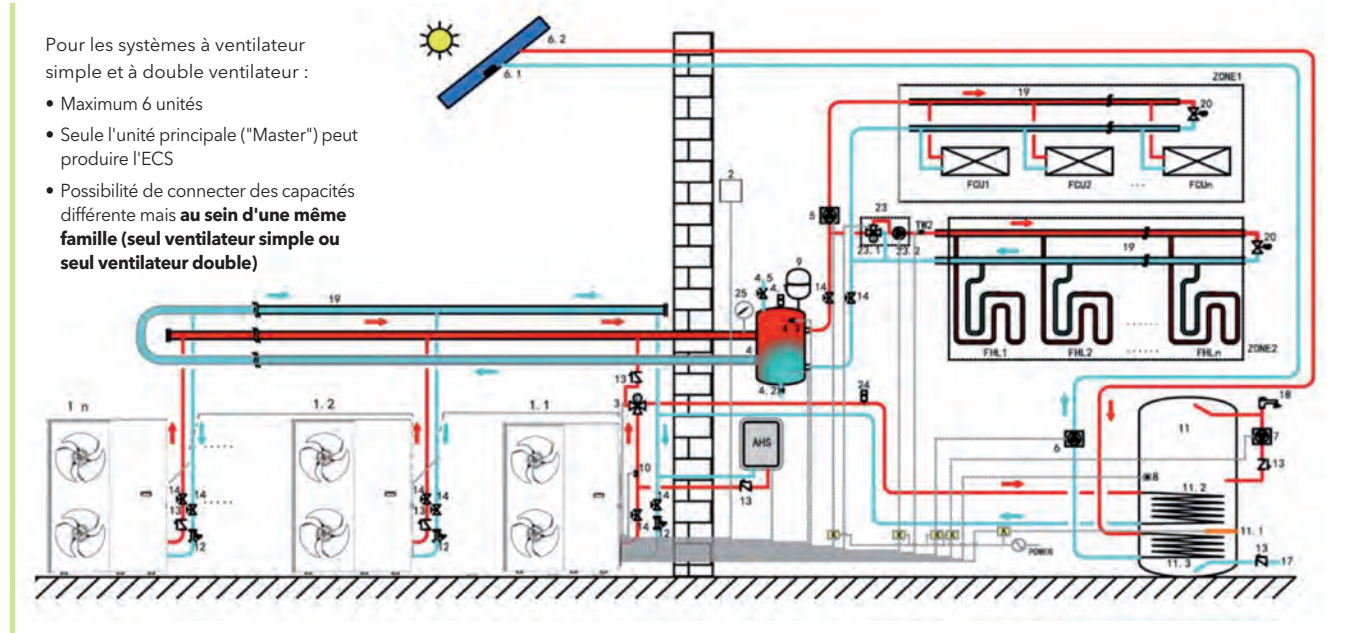 Pour les systèmes à ventilateur
simple et à double ventilateur :
• Maximum 6 unités
• Seule l'unité principale ("Master") peut
produire l'ECS
• Possibilité de connecter des capacités
différente mais au sein d'une même
famille (seul ventilateur simple ou
seul ventilateur double)
6.2
6.1
ZONE1
19
20
FCU1
FCU2
...
FCUn
2
5
23
TW2
23.1
23.2
19
20
FHL1
FHL2
......
FHLn
ZONE2
9
4.5
4.
25
14
14
19
4
4.2
13
3
24
1 n
1.2
1.1
AHS
10
13
14
14
13
12
14
14
13
12
14
12
6
11
18
7
13
8
11.2
11.1
11.3
13
17
K
K
K
K
K
POWER